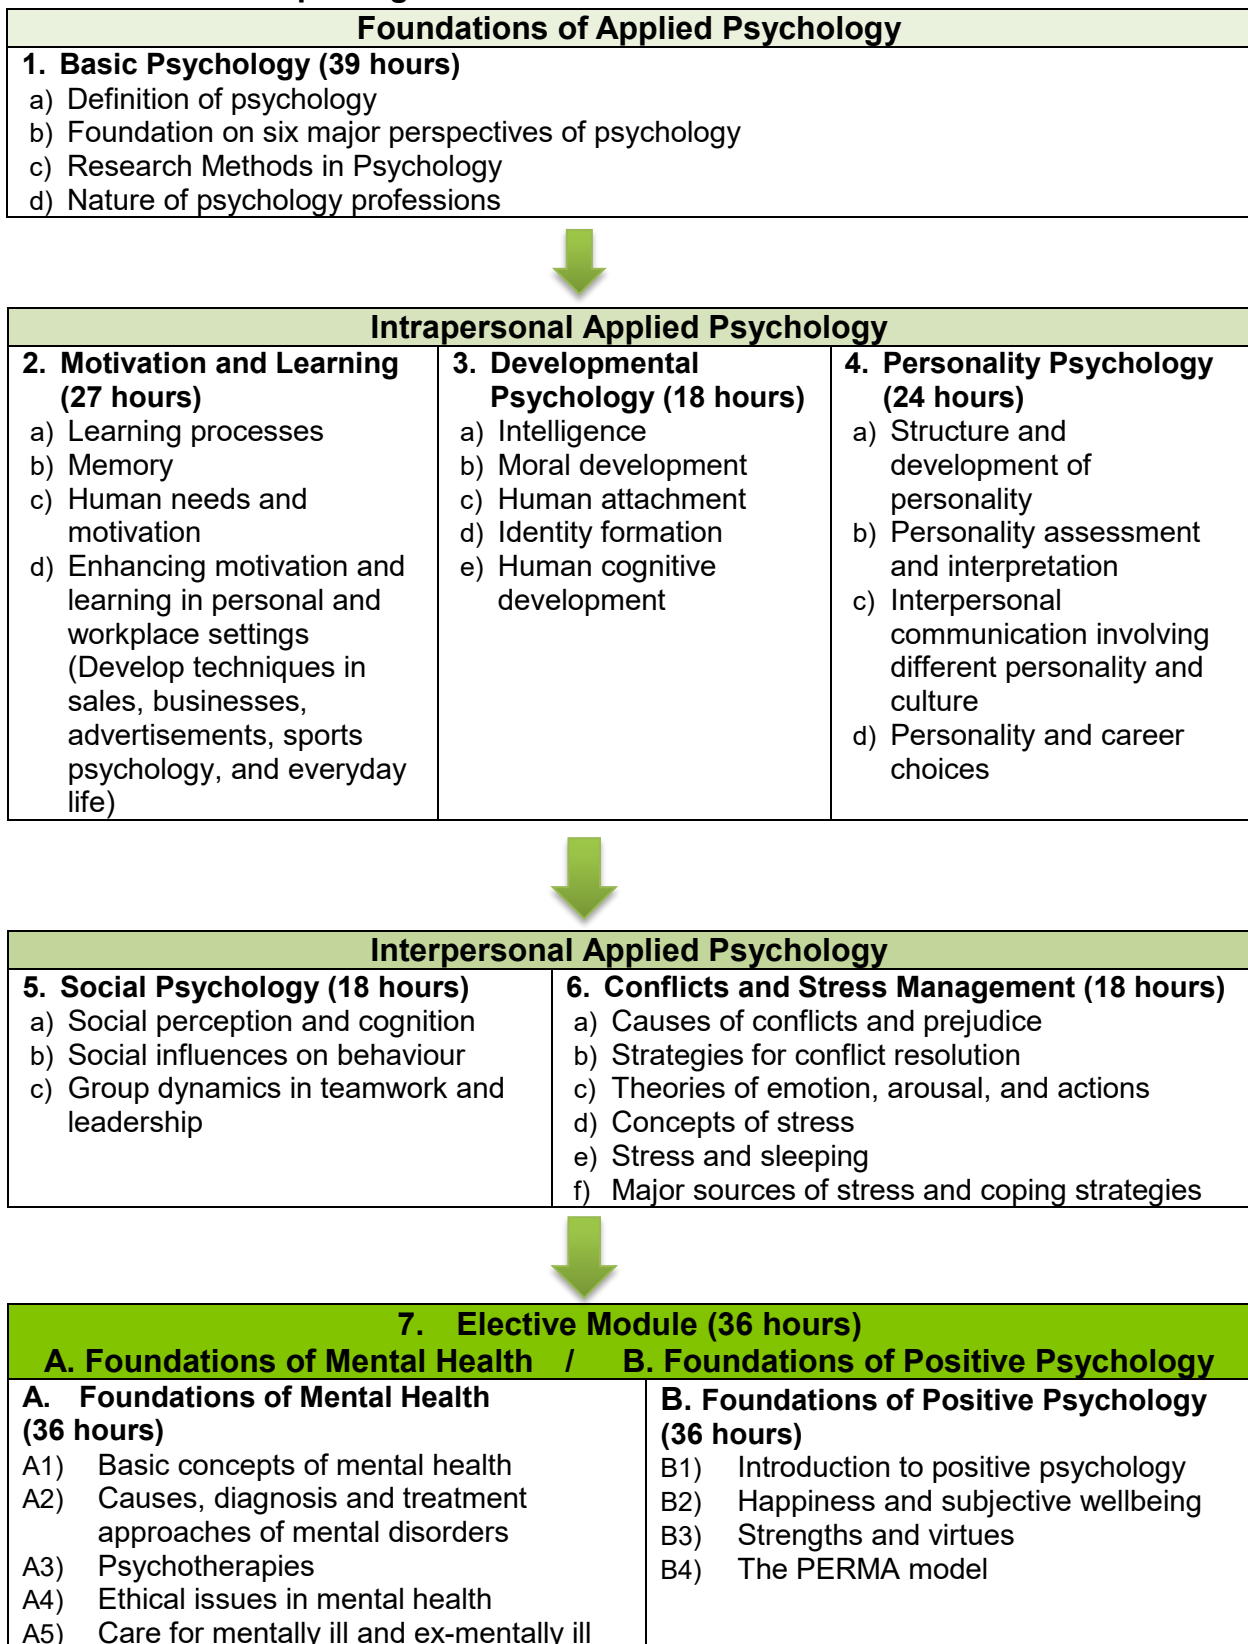 Foundations of Applied Psychology
1. Basic Psychology (39 hours)
a) Definition of psychology
b) Foundation on six major perspectives of psychology
c) Research Methods in Psychology
d) Nature of psychology professions
Intrapersonal Applied Psychology
2. Motivation and Learning
(27 hours)
a) Learning processes
b) Memory
c) Human needs and
motivation
d) Enhancing motivation and
learning in personal and
workplace settings
(Develop techniques in
sales, businesses,
advertisements, sports
psychology, and everyday
life)
3. Developmental
Psychology (18 hours)
a) Intelligence
b) Moral development
c) Human attachment
d) Identity formation
e) Human cognitive
development
4. Personality Psychology
(24 hours)
a) Structure and
development of
personality
b) Personality assessment
and interpretation
c) Interpersonal
communication involving
different personality and
culture
d) Personality and career
choices
Interpersonal Applied Psychology
5. Social Psychology (18 hours)
a) Social perception and cognition
b) Social influences on behaviour
c) Group dynamics in teamwork and
leadership
6. Conflicts and Stress Management (18 hours)
a) Causes of conflicts and prejudice
b) Strategies for conflict resolution
c) Theories of emotion, arousal, and actions
d) Concepts of stress
e) Stress and sleeping
f) Major sources of stress and coping strategies
7. Elective Module (36 hours)
A. Foundations of Mental Health / B. Foundations of Positive Psychology
A. Foundations of Mental Health
(36 hours)
A1) Basic concepts of mental health
A2) Causes, diagnosis and treatment
approaches of mental disorders
A3) Psychotherapies
A4) Ethical issues in mental health
A5) Care for mentally ill and ex-mentally ill
B. Foundations of Positive Psychology
(36 hours)
B1) Introduction to positive psychology
B2) Happiness and subjective wellbeing
B3) Strengths and virtues
B4) The PERMA model